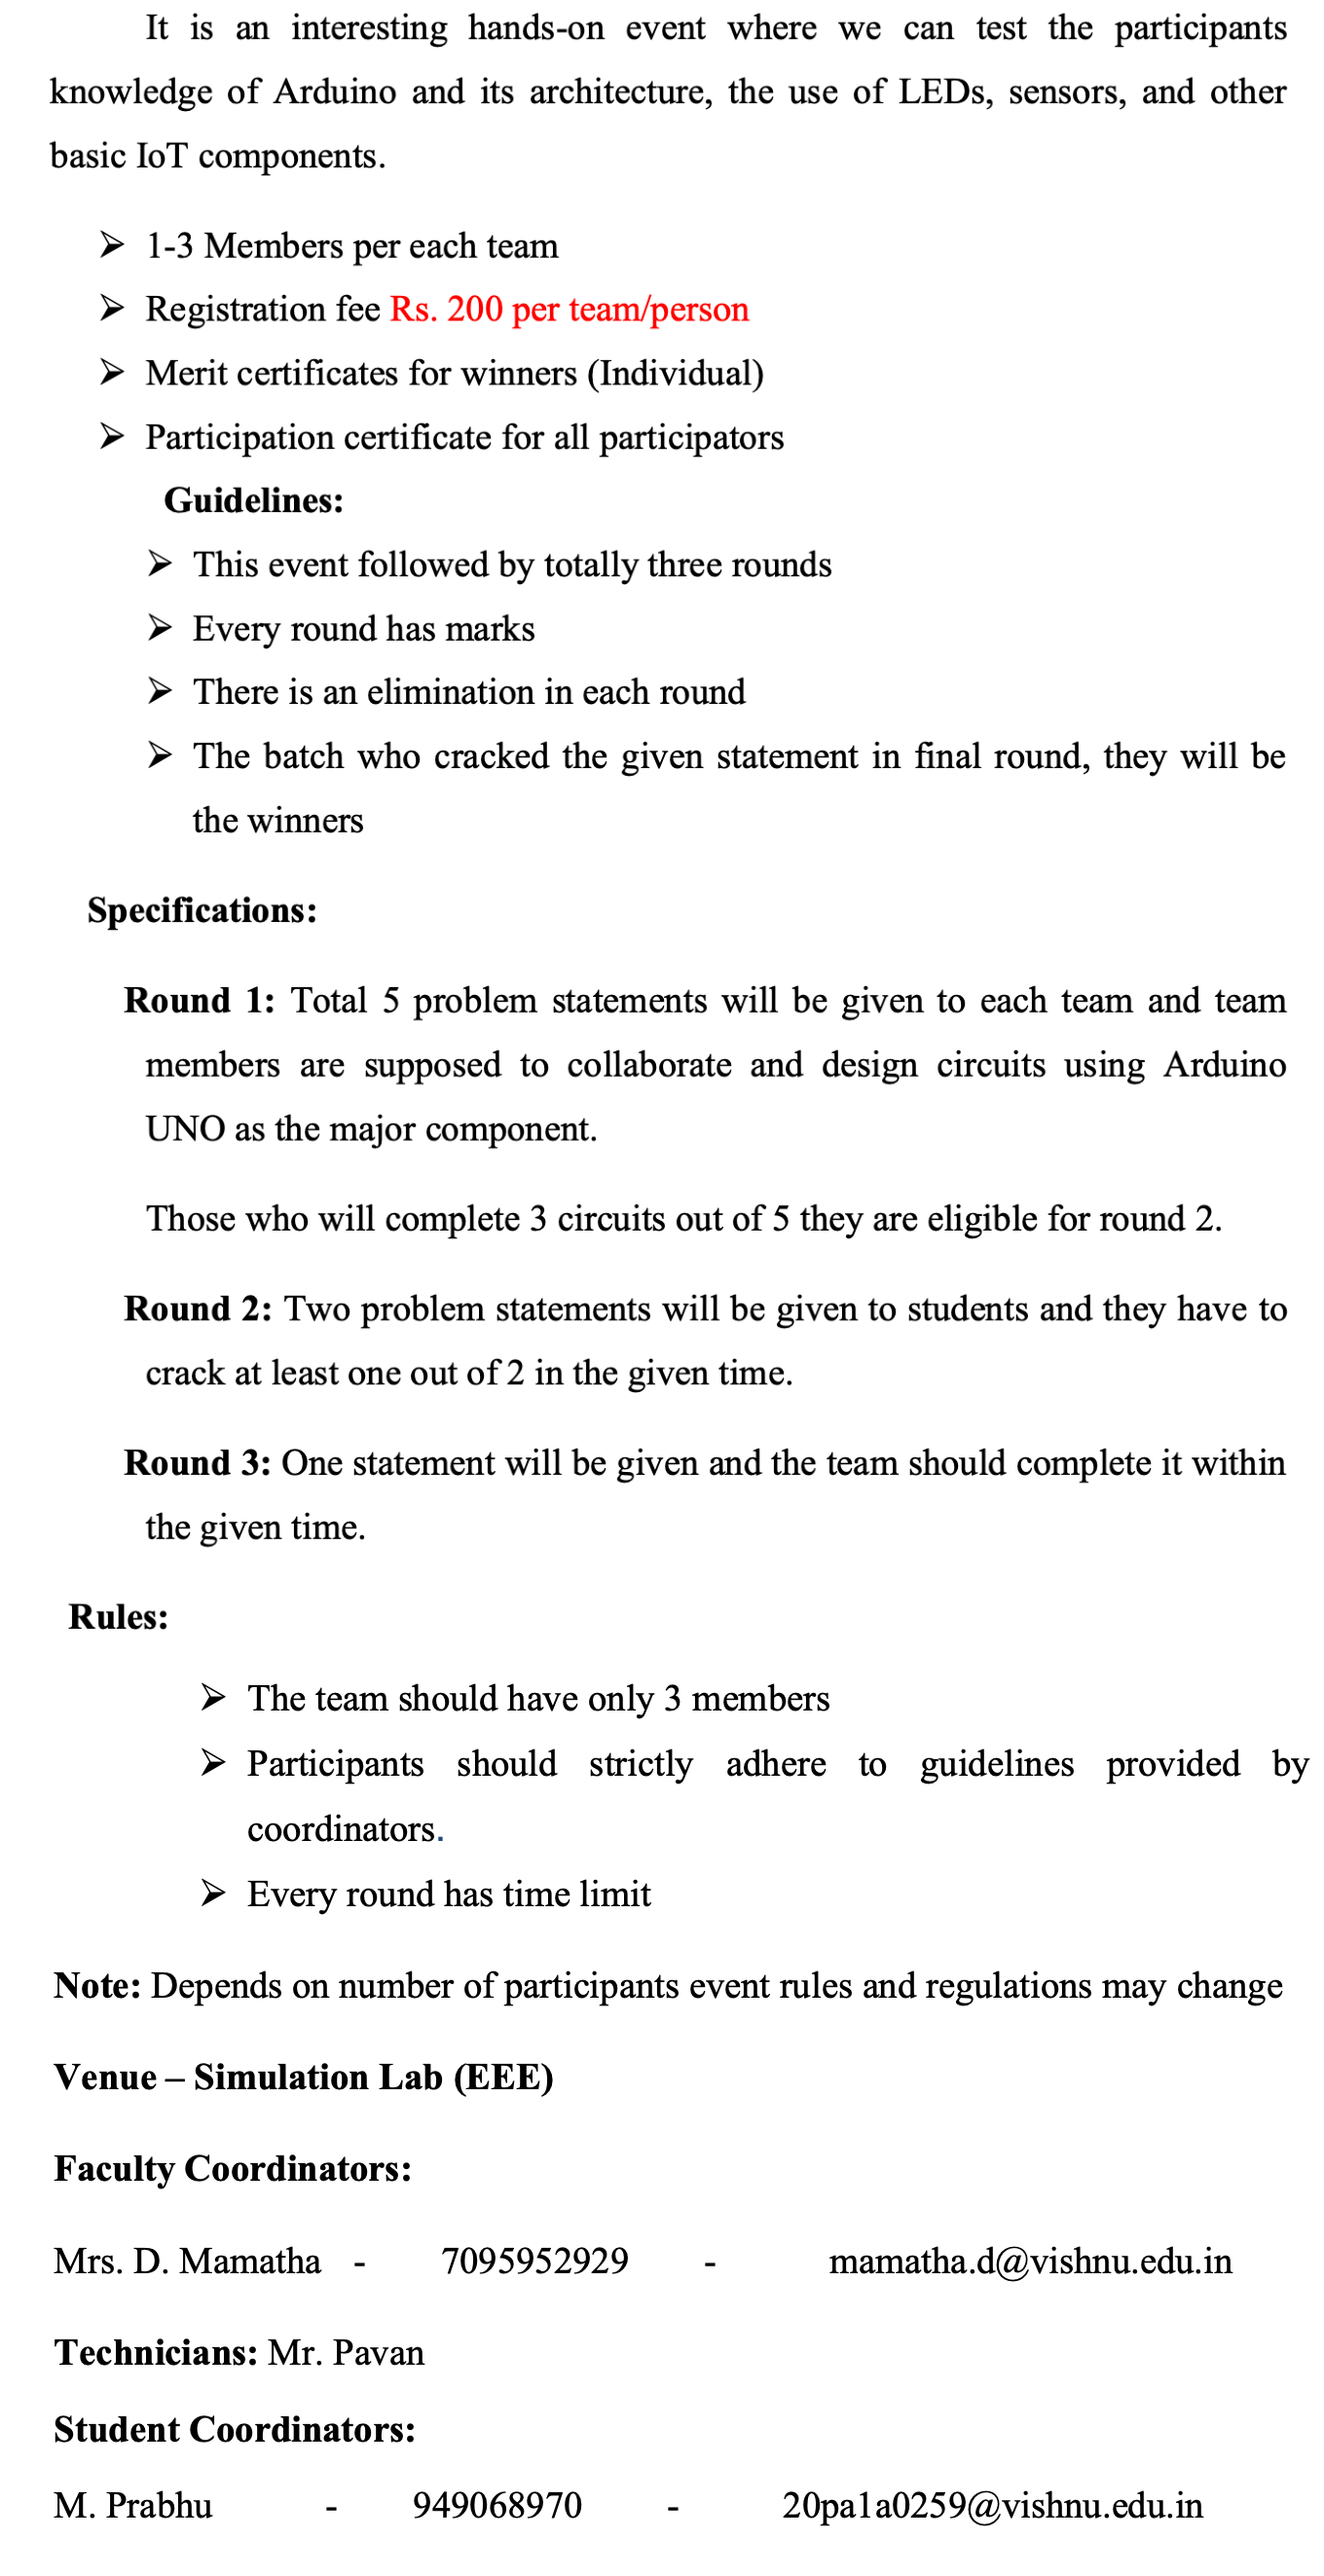 It is an interesting hands-on event where we can test the participants
knowledge of Arduino and its architecture, the use of LEDs, sensors, and other
basic IoT components.
➢ 1-3 Members per each team
➢ Registration fee Rs. 200 per team/person
➢ Merit certificates for winners (Individual)
➢ Participation certificate for all participators
Guidelines:
➢ This event followed by totally three rounds
➢ Every round has marks
➢ There is an elimination in each round
➢ The batch who cracked the given statement in final round, they will be
the winners
Specifications:
Round 1: Total 5 problem statements will be given to each team and team
members are supposed to collaborate and design circuits using Arduino
UNO as the major component.
Those who will complete 3 circuits out of 5 they are eligible for round 2.
Round 2: Two problem statements will be given to students and they have to
crack at least one out of 2 in the given time.
Round 3: One statement will be given and the team should complete it within
the given time.
Rules:
➢ The team should have only 3 members
➢ Participants should strictly adhere to guidelines provided by
coordinators.
➢ Every round has time limit
Note: Depends on number of participants event rules and regulations may change
Venue – Simulation Lab (EEE)
Faculty Coordinators:
Mrs. D. Mamatha - 7095952929 - mamatha.d@vishnu.edu.in
Technicians: Mr. Pavan
Student Coordinators:
M. Prabhu - 949068970 - 20pa1a0259@vishnu.edu.in